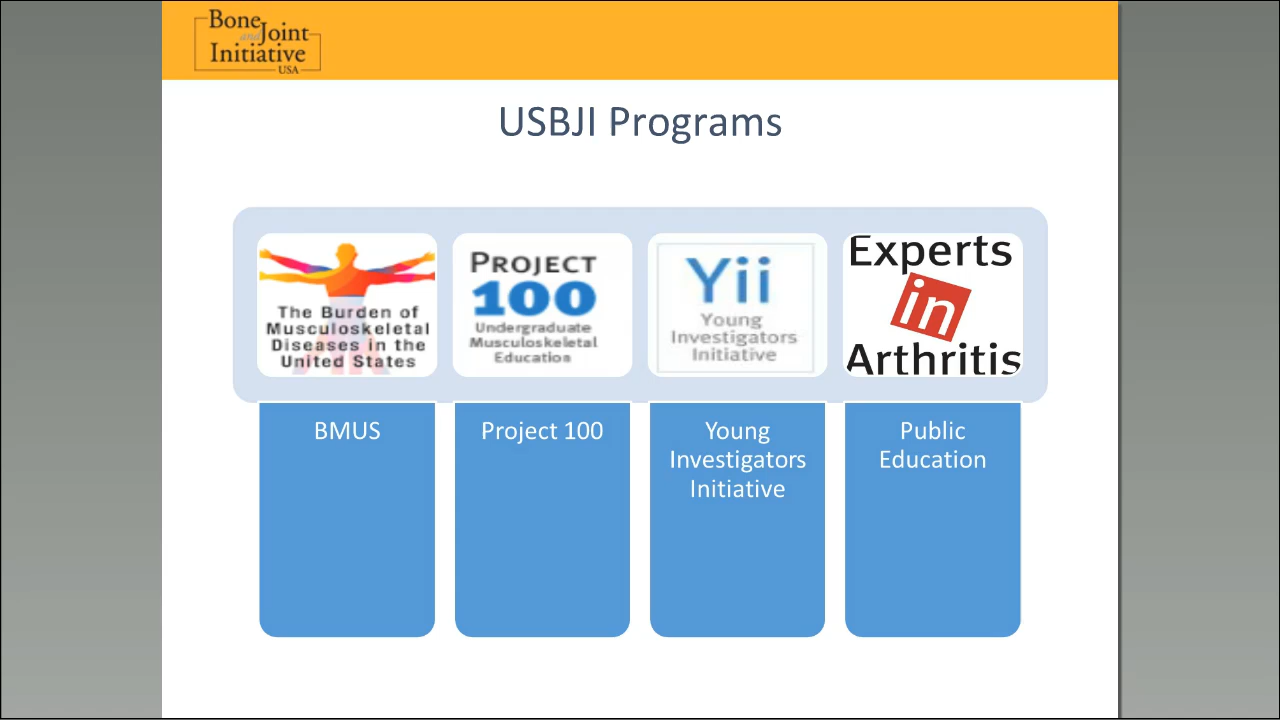 Bone
and Joint
Initiative
USA
USBJI Programs
The Burden of
Musculoskeletal
Diseases in the
United States
PROJECT
100
Undergraduate
Musculoskeletal
Education
Yii
Young
Investigators
Initiative
Experts
in
Arthritis
BMUS
Project 100
Young
Investigators
Initiative
Public
Education